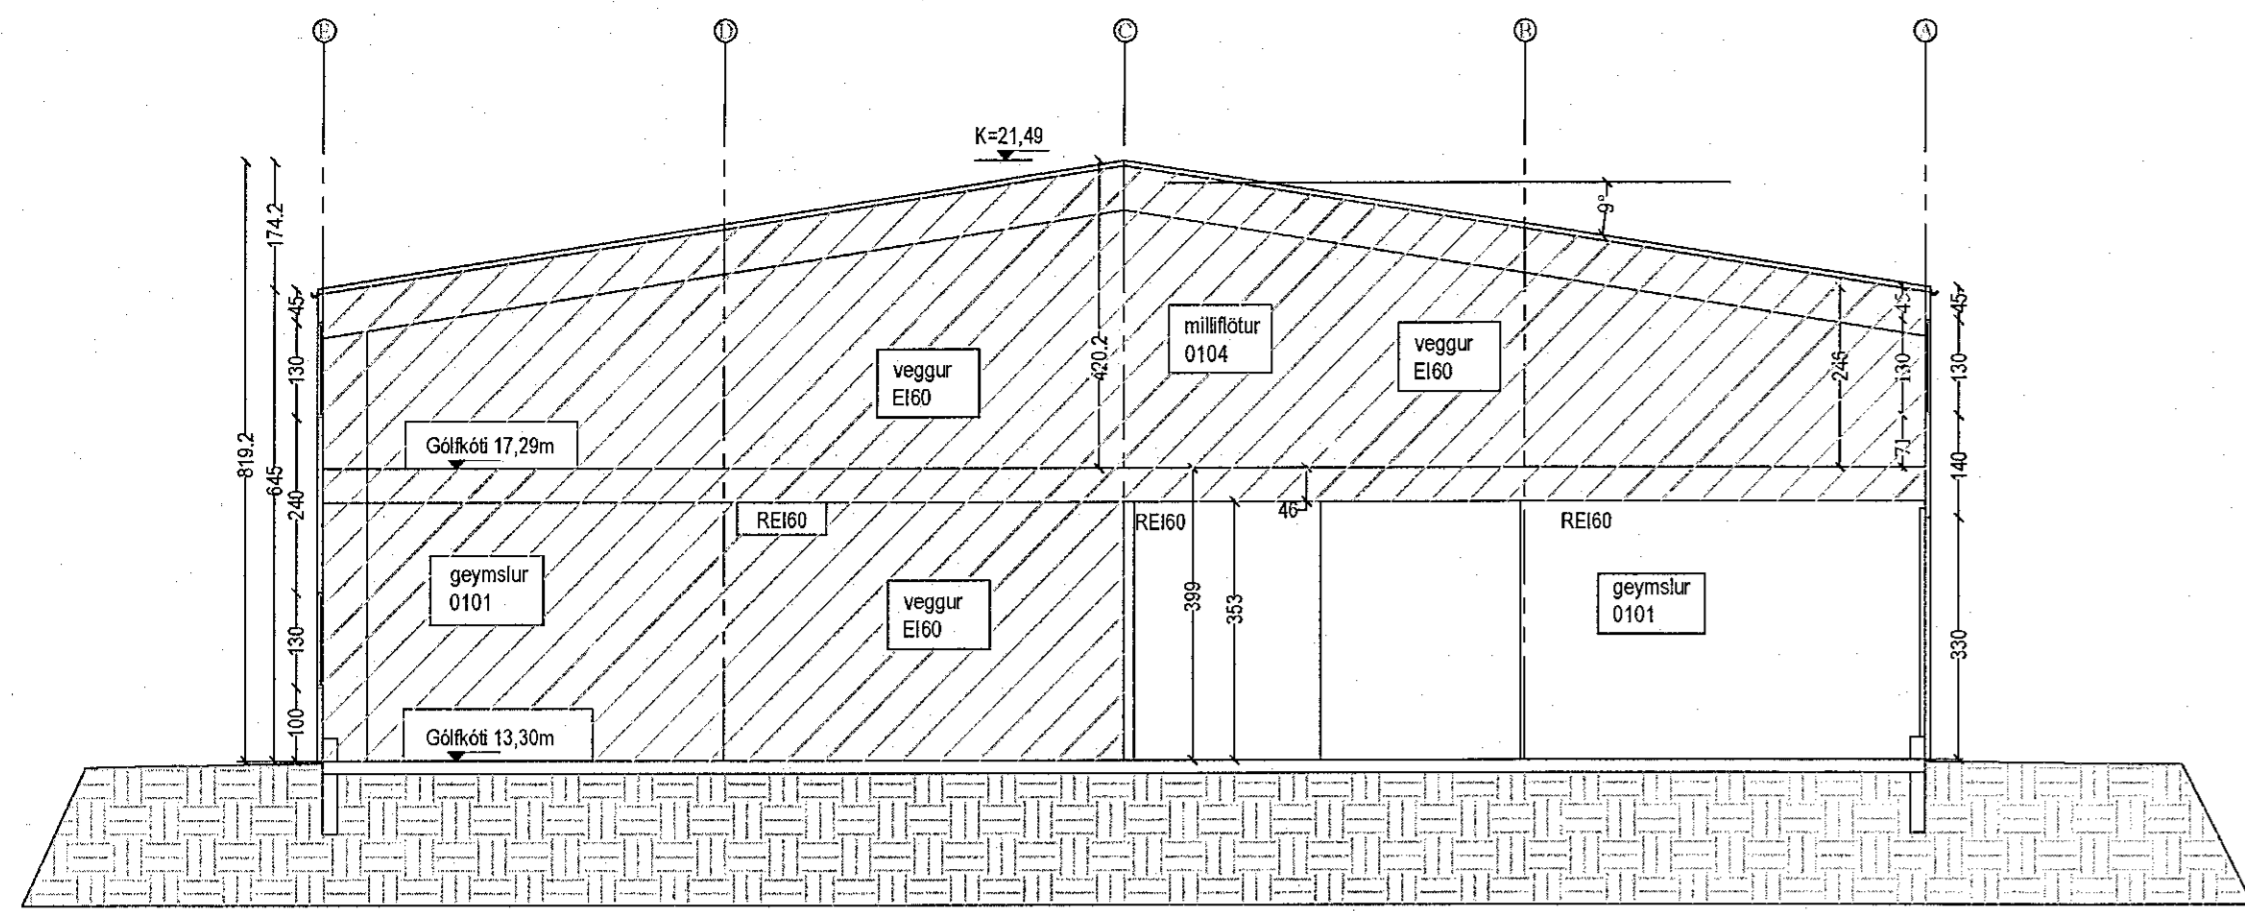 E D C B A
K=21,49
9°
174.2
819.2
645
45
130
240
130
100
420.2
milliflötur
0104
veggur
EI60
veggur
EI60
245
45
130
71
45
130
140
330
Gólfkóti 17,29m
REI60
REI60
46
REI60
399
353
geymslur
0101
veggur
EI60
geymslur
0101
Gólfkóti 13,30m